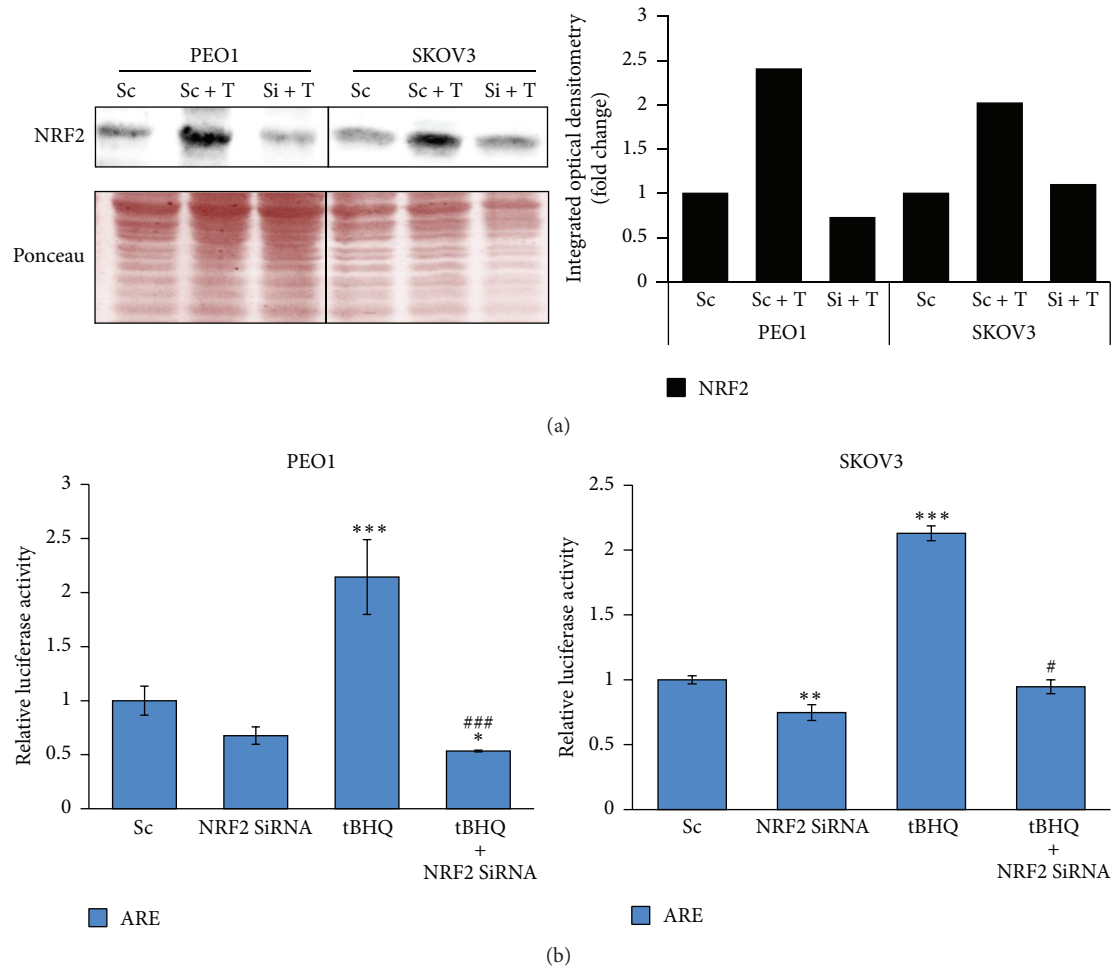 PEO1 SKOV3
Sc Sc + T Si + T Sc Sc + T Si + T
NRF2
Ponceau
Integrated optical densitometry
(fold change)
3
2.5
2
1.5
1
0.5
0
Sc Sc + T Si + T Sc Sc + T Si + T
PEO1 SKOV3
NRF2
(a)
PEO1
Relative luciferase activity
3
2.5
2
1.5
1
0.5
0
***
###
*
Sc NRF2 SiRNA tBHQ tBHQ
+
NRF2 SiRNA
ARE
SKOV3
Relative luciferase activity
2.5
2
1.5
1
0.5
0
**
***
#
Sc NRF2 SiRNA tBHQ tBHQ
+
NRF2 SiRNA
ARE
(b)